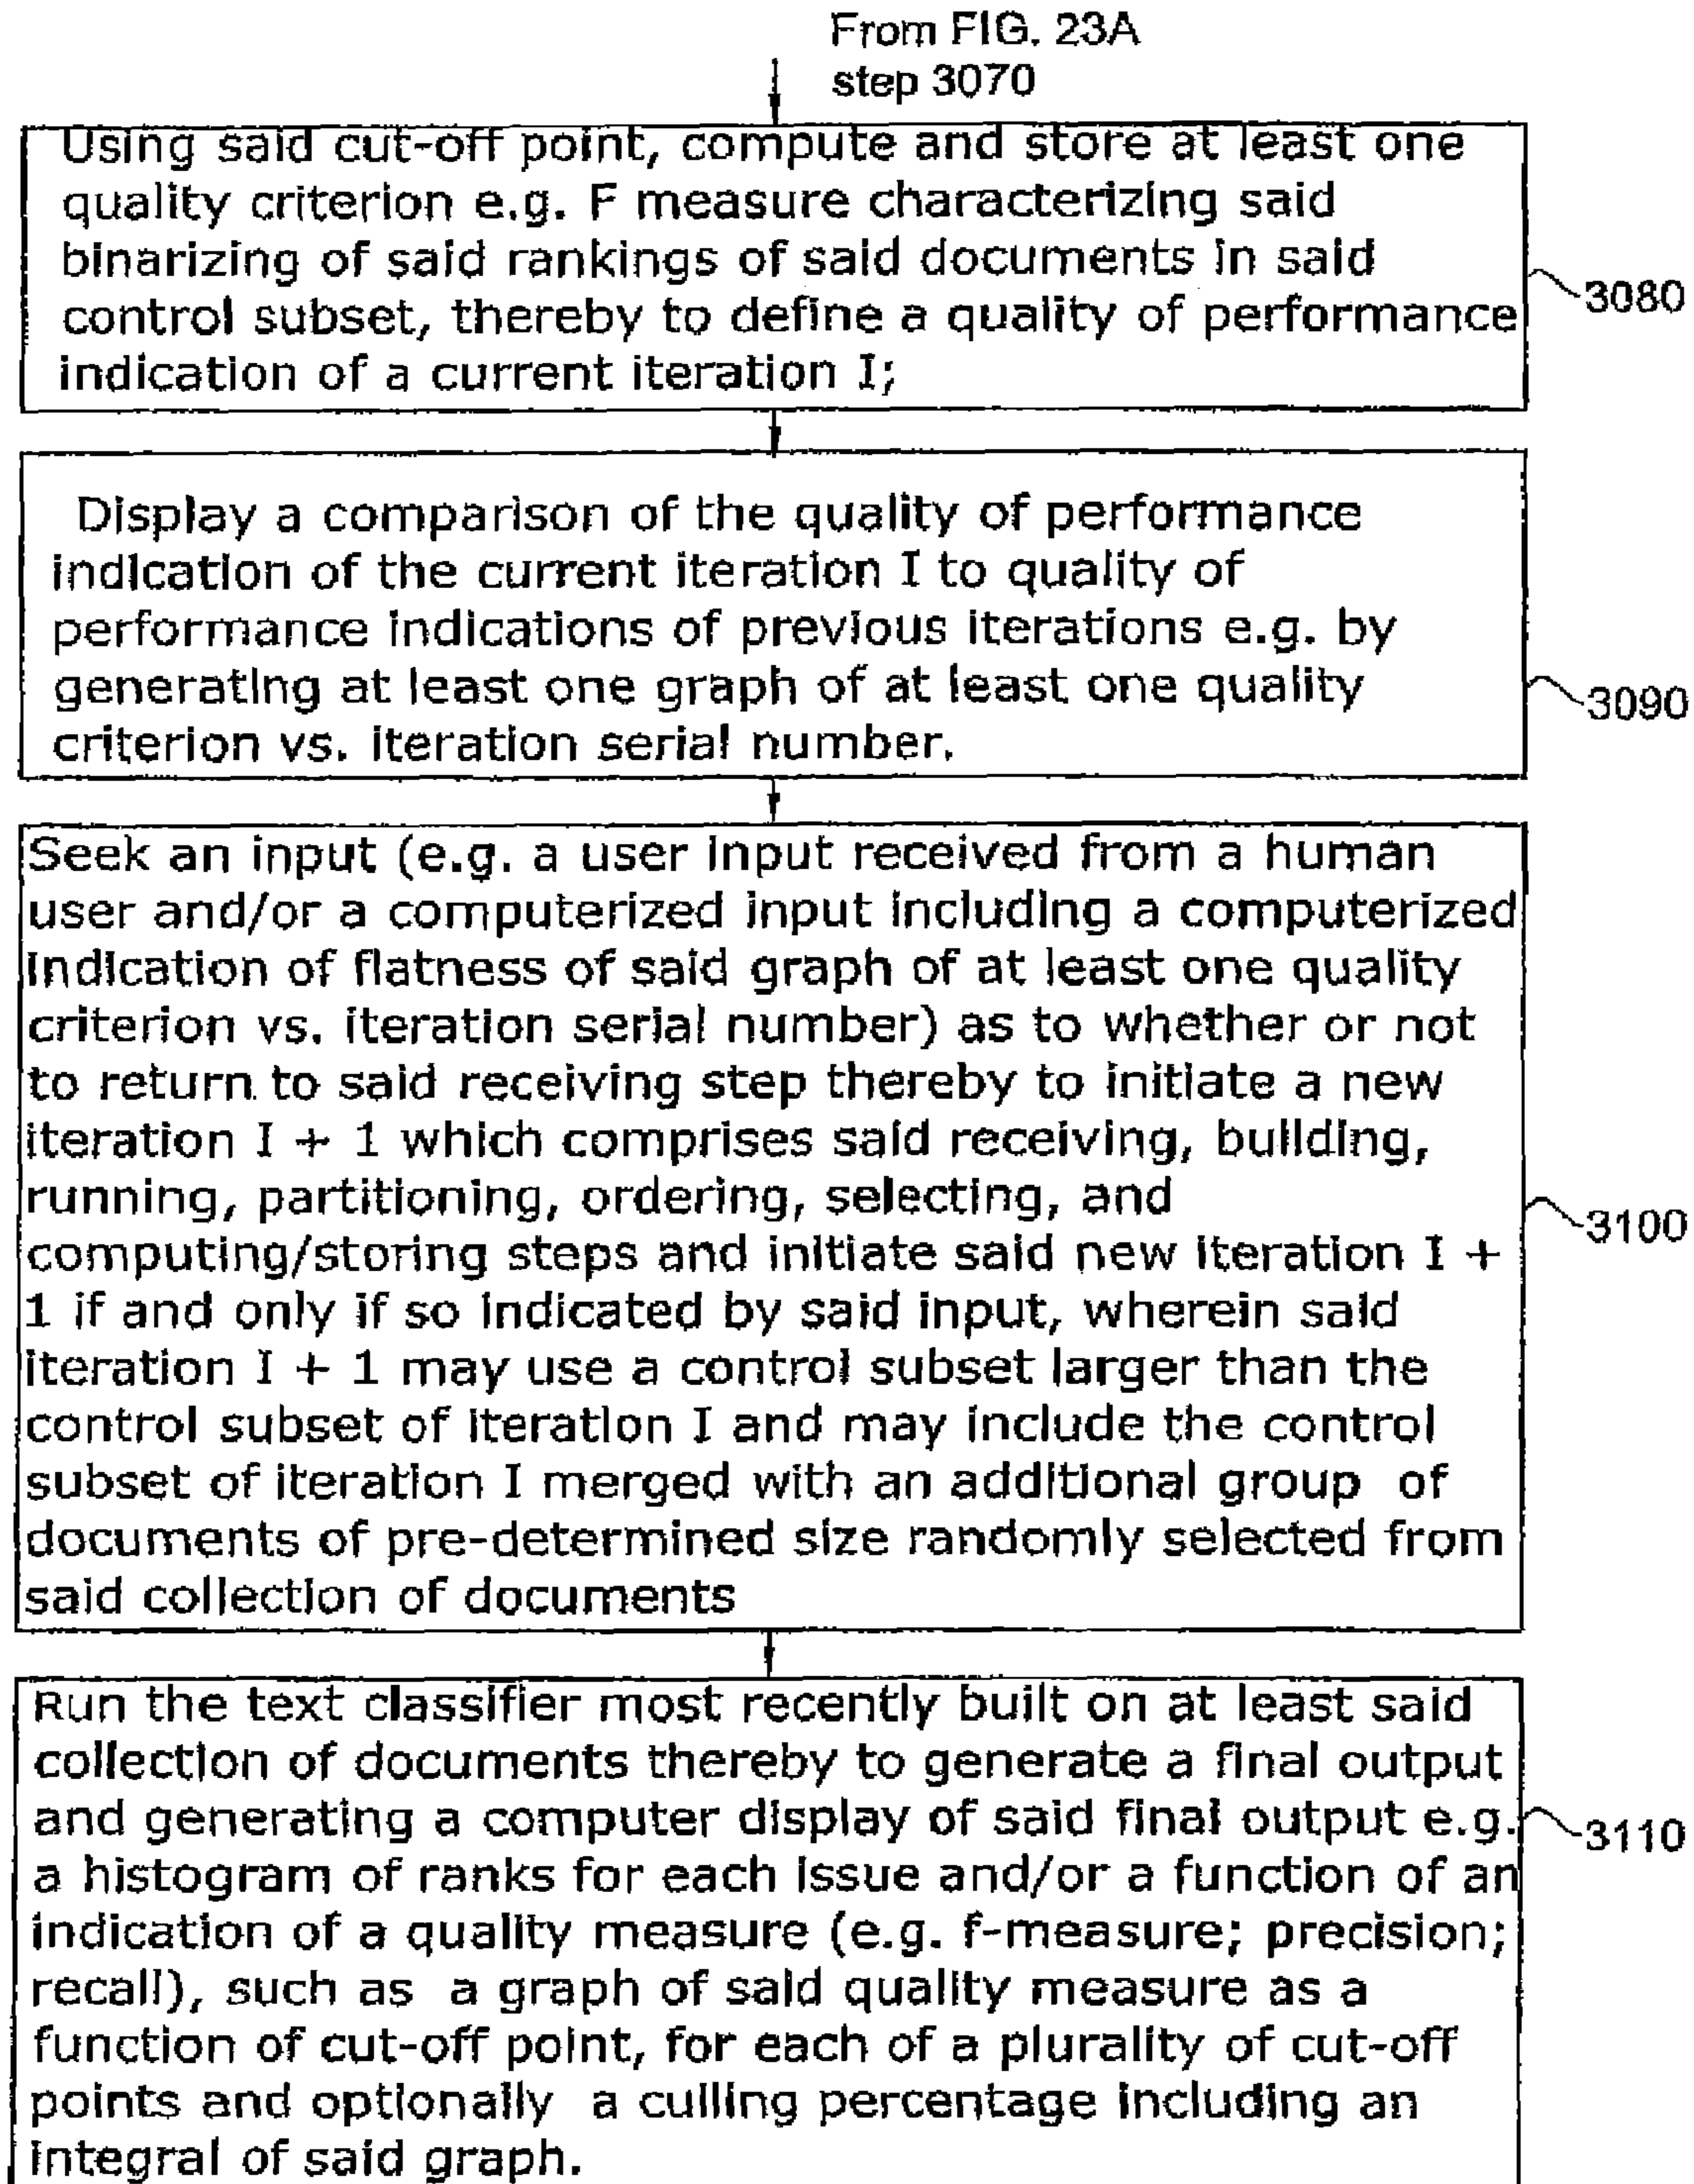 From FIG. 23A
step 3070
Using said cut-off point, compute and store at least one
quality criterion e.g. F measure characterizing said
binarizing of said rankings of said documents in said
control subset, thereby to define a quality of performance
indication of a current iteration I;
3080
Display a comparison of the quality of performance
indication of the current iteration I to quality of
performance indications of previous iterations e.g. by
generating at least one graph of at least one quality
criterion vs. iteration serial number.
3090
Seek an input (e.g. a user input received from a human
user and/or a computerized input including a computerized
indication of flatness of said graph of at least one quality
criterion vs. iteration serial number) as to whether or not
to return to said receiving step thereby to initiate a new
iteration I + 1 which comprises said receiving, building,
running, partitioning, ordering, selecting, and
computing/storing steps and initiate said new iteration I +
1 if and only if so indicated by said input, wherein said
iteration I + 1 may use a control subset larger than the
control subset of iteration I and may include the control
subset of iteration I merged with an additional group of
documents of pre-determined size randomly selected from
said collection of documents
3100
Run the text classifier most recently built on at least said
collection of documents thereby to generate a final output
and generating a computer display of said final output e.g.
a histogram of ranks for each issue and/or a function of an
indication of a quality measure (e.g. f-measure; precision;
recall), such as a graph of said quality measure as a
function of cut-off point, for each of a plurality of cut-off
points and optionally a culling percentage including an
integral of said graph.
3110